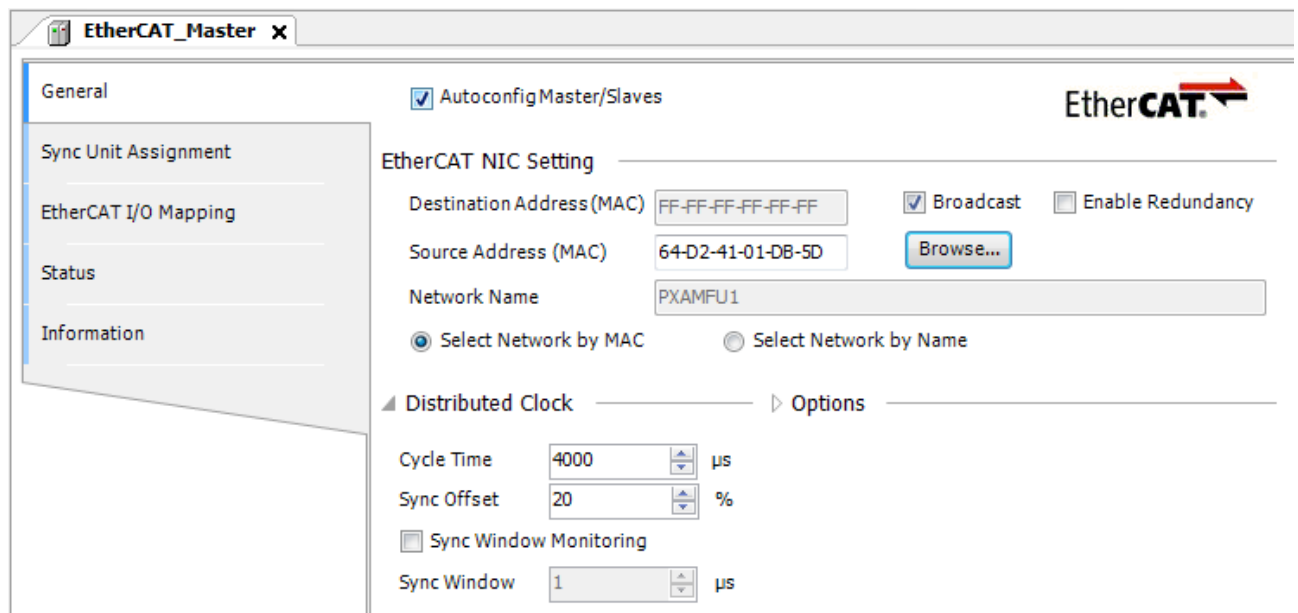 EtherCAT_Master
General
Autoconfig Master/Slaves
EtherCAT®
Sync Unit Assignment
EtherCAT NIC Setting
EtherCAT I/O Mapping
Destination Address (MAC) FF-FF-FF-FF-FF-FF Broadcast Enable Redundancy
Source Address (MAC) 64-D2-41-01-DB-5D Browse...
Status
Network Name PXAMFU1
Information
Select Network by MAC Select Network by Name
Distributed Clock Options
Cycle Time 4000 µs
Sync Offset 20 %
Sync Window Monitoring
Sync Window 1 µs